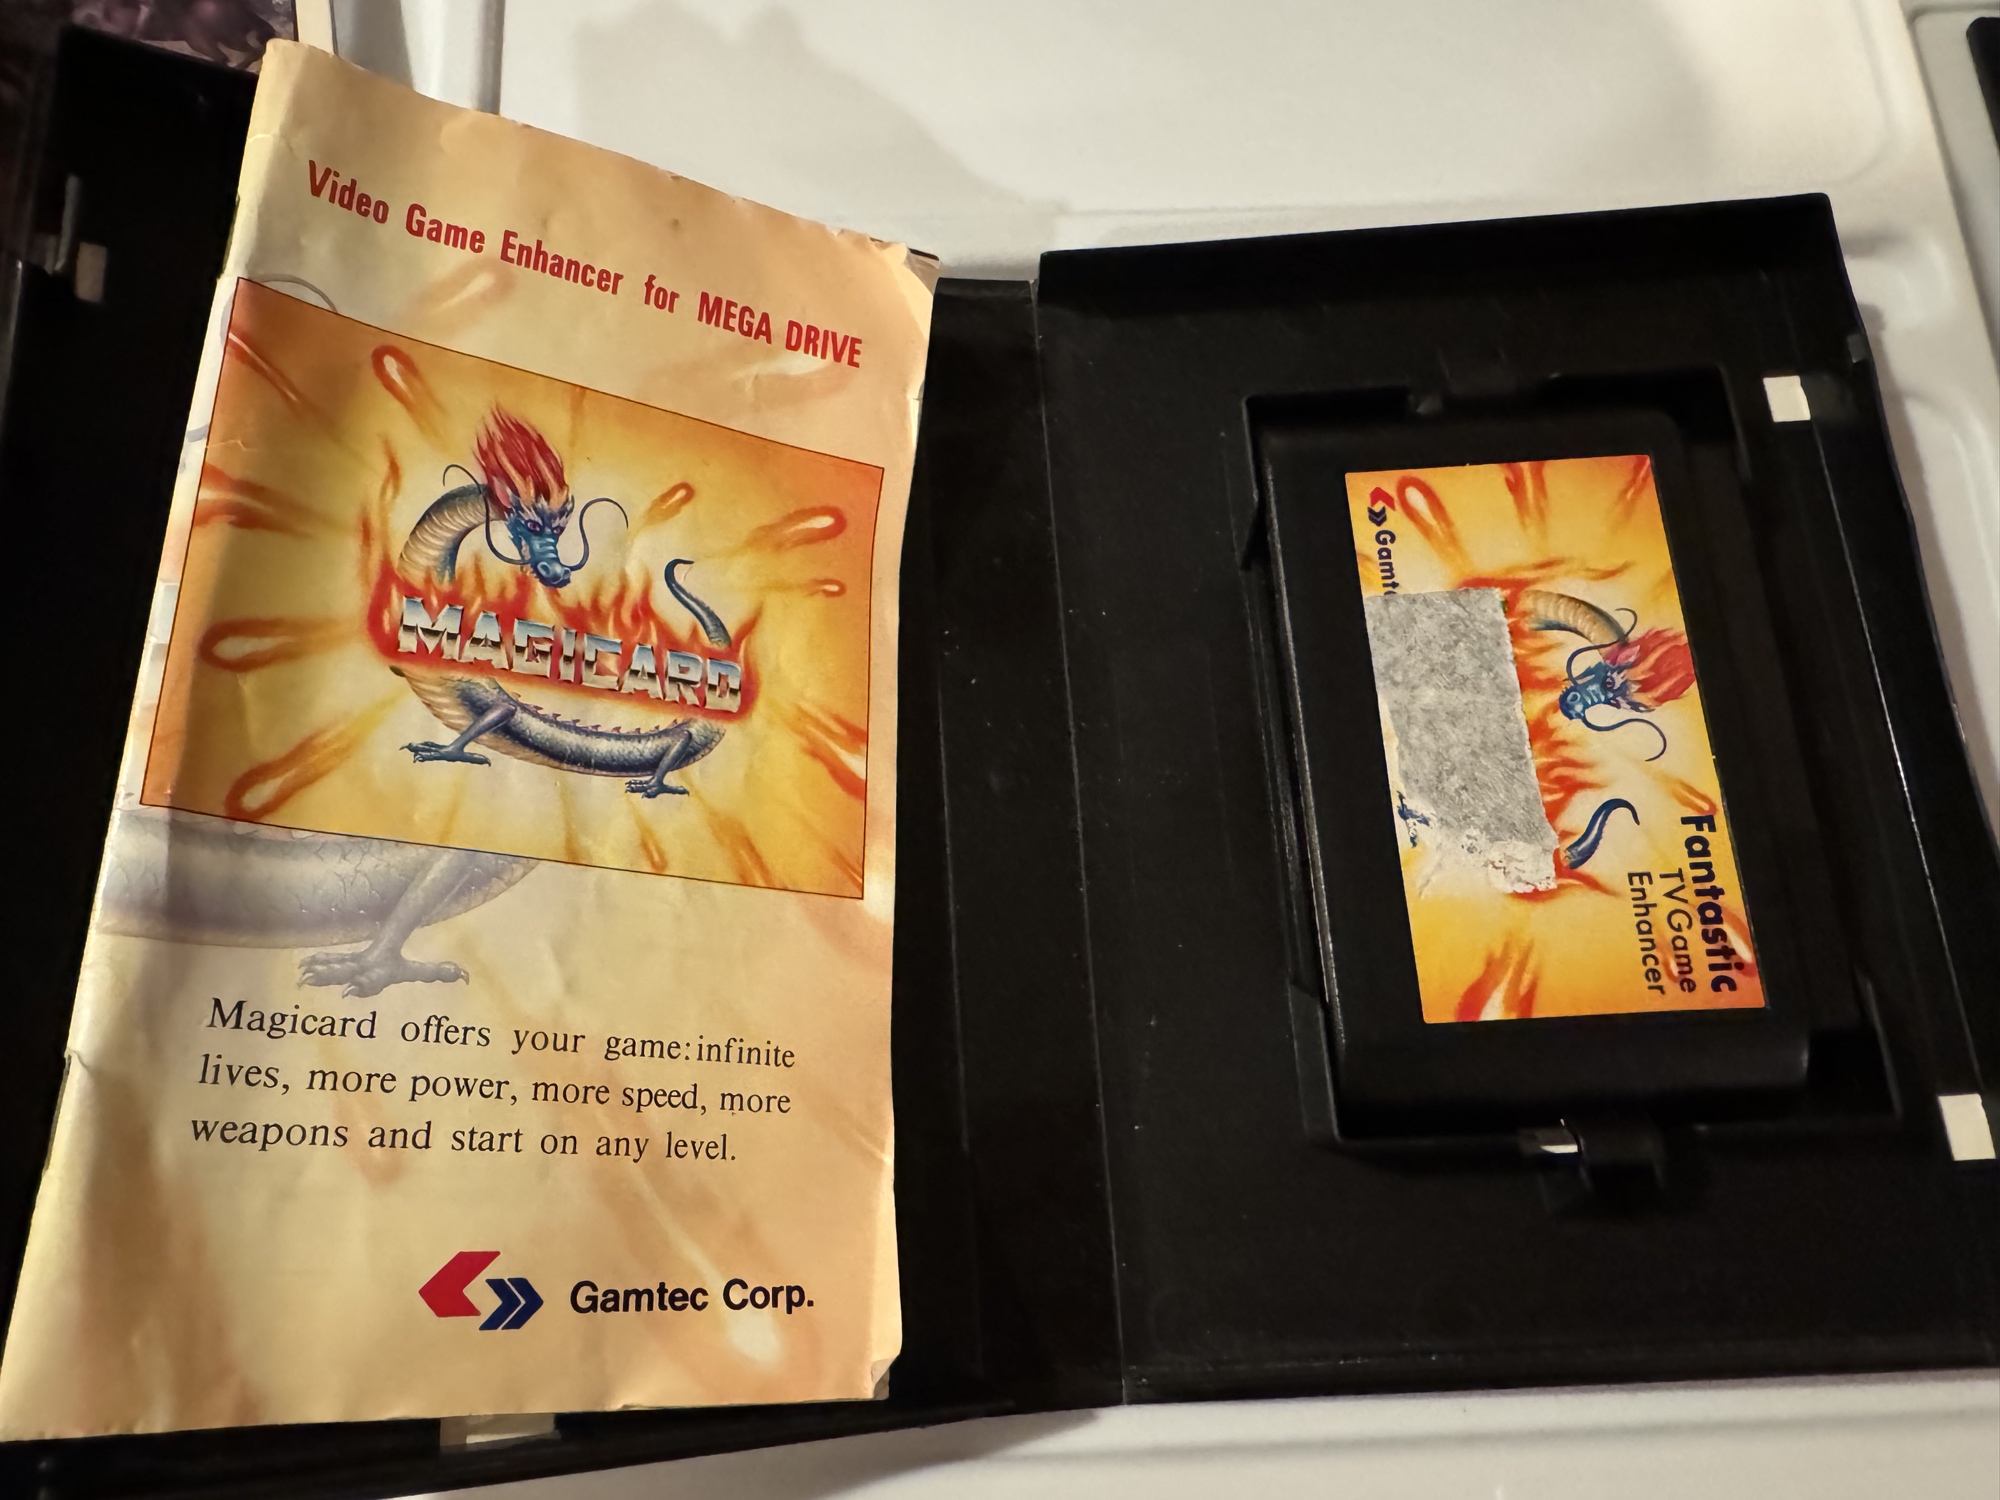 Video Game Enhancer for MEGA DRIVE
MAGICARD
Magicard offers your game:infinite
lives, more power, more speed, more
weapons and start on any level.
Gamtec Corp.
Fantastic
TVGame
Enhancer